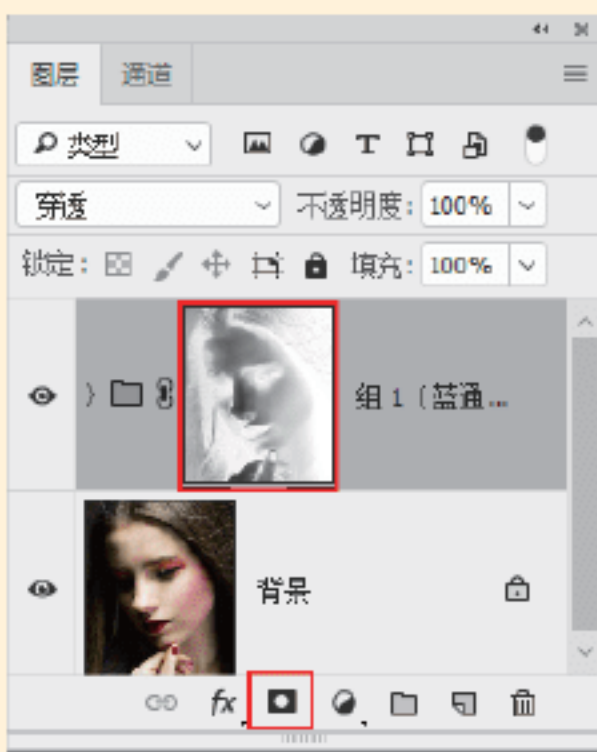 图层 通道
类型
穿透 不透明度: 100%
锁定: 填充: 100%
组 1 (蓝通...
背景
fx